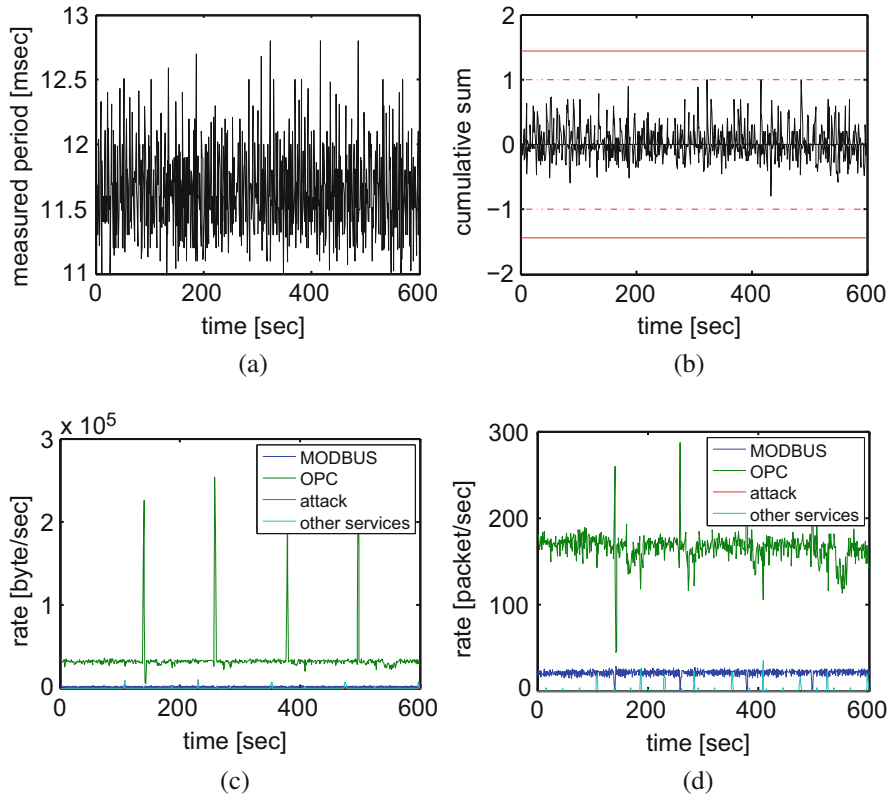 13
12.5
12
11.5
11
measured period [msec]
0 200 400 600
time [sec]
(a)
2
1
0
−1
−2
cumulative sum
0 200 400 600
time [sec]
(b)
x 10^5
3
2
1
0
rate [byte/sec]
MODBUS
OPC
attack
other services
0 200 400 600
time [sec]
(c)
300
200
100
0
rate [packet/sec]
MODBUS
OPC
attack
other services
0 200 400 600
time [sec]
(d)